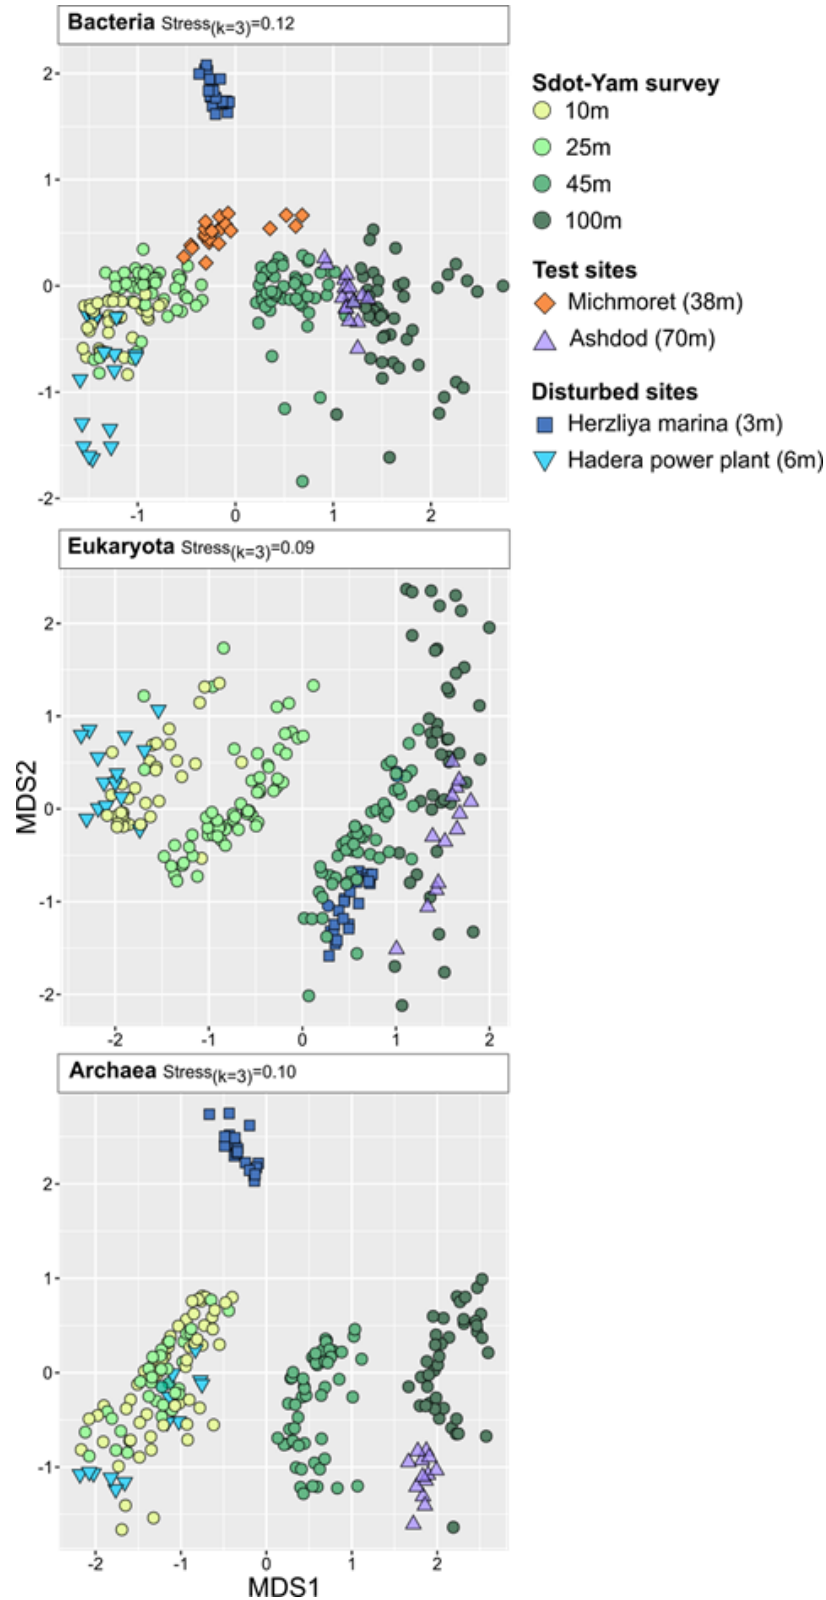 Bacteria Stress(k=3)=0.12
2
1
0
-1
-2
-1 0 1 2
Sdot-Yam survey
10m
25m
45m
100m
Test sites
Michmoret (38m)
Ashdod (70m)
Disturbed sites
Herzliya marina (3m)
Hadera power plant (6m)
Eukaryota Stress(k=3)=0.09
2
1
0
-1
-2
-2 -1 0 1 2
MDS2
Archaea Stress(k=3)=0.10
2
1
0
-1
-2 -1 0 1 2
MDS1